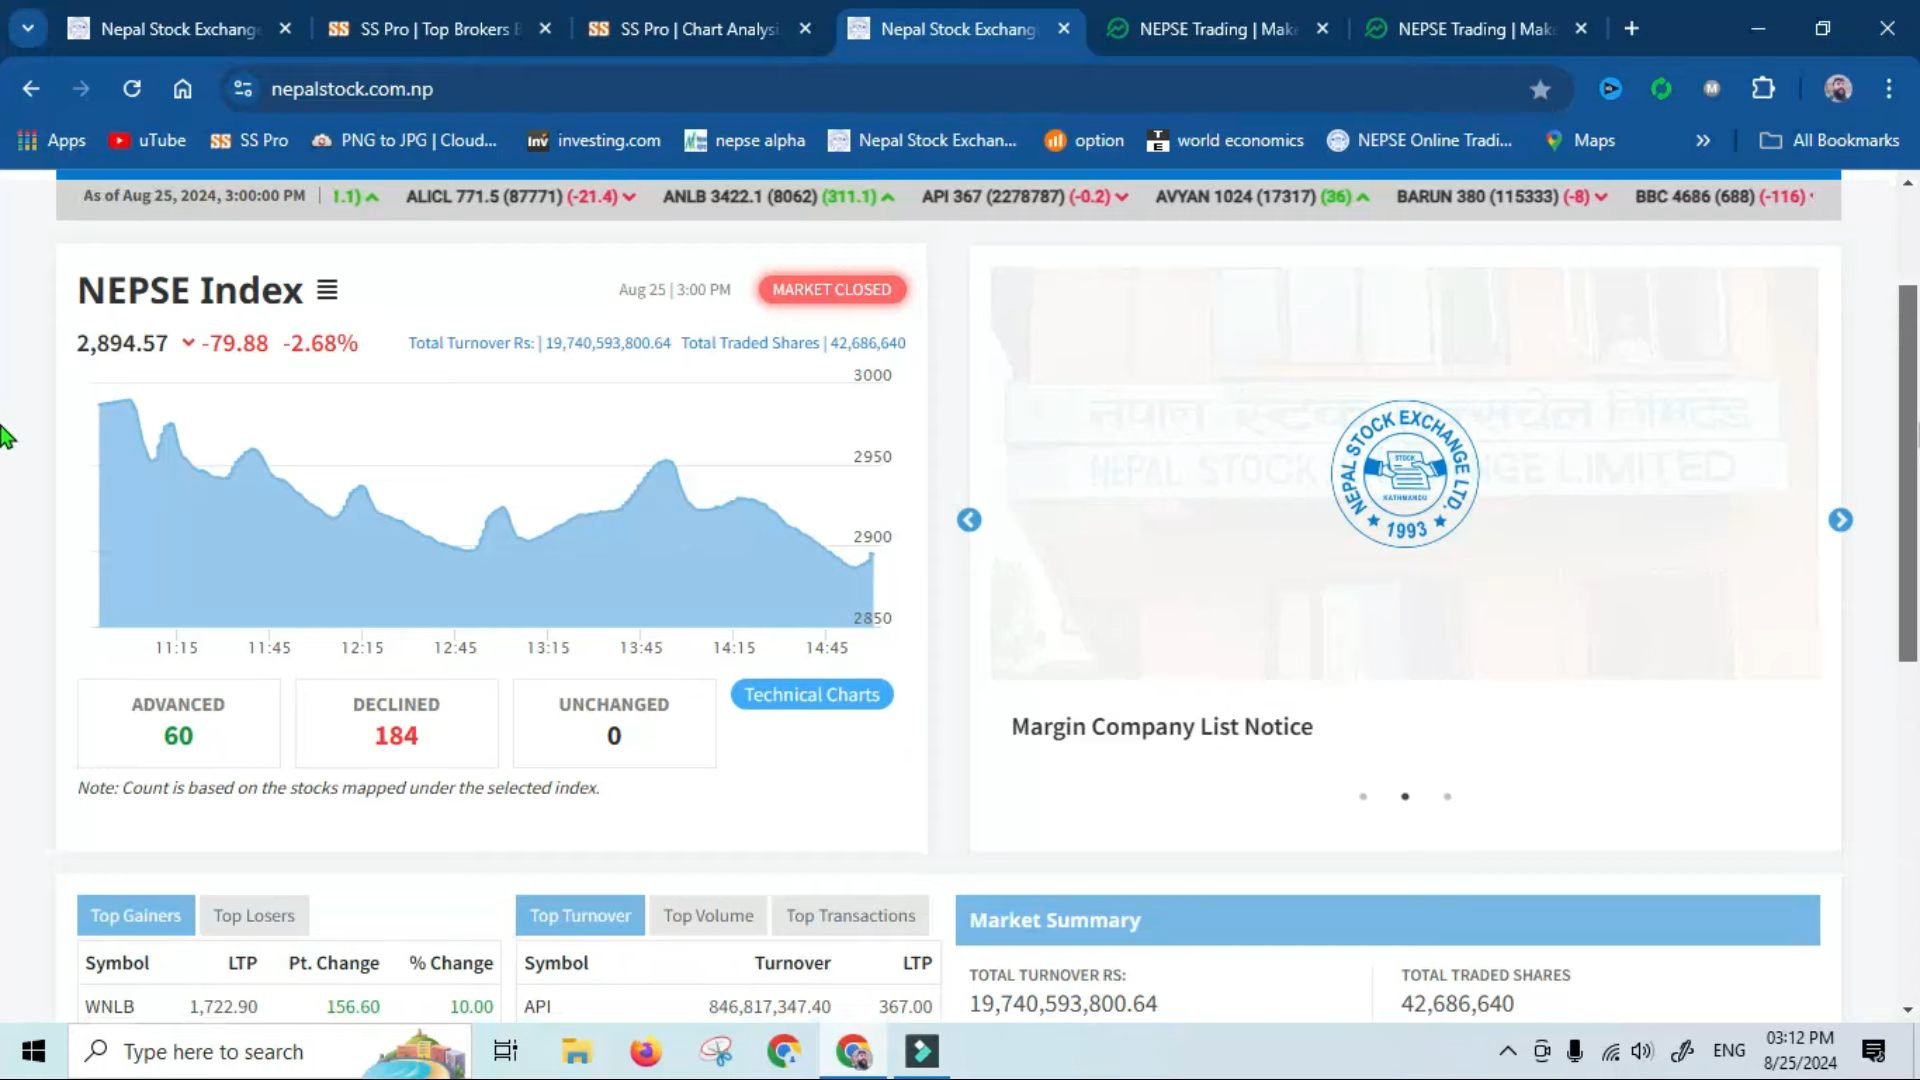 Nepal Stock Exchange
SS Pro | Top Brokers
SS Pro | Chart Analysi
Nepal Stock Exchang
NEPSE Trading | Mak
NEPSE Trading | Mak
nepalstock.com.np
Apps
uTube
SS Pro
PNG to JPG | Cloud...
investing.com
nepse alpha
Nepal Stock Exchan...
option
world economics
NEPSE Online Tradi...
Maps
All Bookmarks
As of Aug 25, 2024, 3:00:00 PM | 1.1) ALICL 771.5 (87771) (-21.4) ANLB 3422.1 (8062) (311.1) API 367 (2278787) (-0.2) AVYAN 1024 (17317) (36) BARUN 380 (115333) (-8) BBC 4686 (688) (-116)
NEPSE Index
Aug 25 | 3:00 PM
MARKET CLOSED
2,894.57 -79.88 -2.68%
Total Turnover Rs: | 19,740,593,800.64 Total Traded Shares | 42,686,640
3000
2950
2900
2850
11:15 11:45 12:15 12:45 13:15 13:45 14:15 14:45
ADVANCED
60
DECLINED
184
UNCHANGED
0
Technical Charts
Note: Count is based on the stocks mapped under the selected index.
NEPAL STOCK EXCHANGE LIMITED
NEPAL STOCK EXCHANGE LTD.
STOCK
KATHMANDU
1993
Margin Company List Notice
Top Gainers Top Losers
Symbol LTP Pt. Change % Change
WNLB 1,722.90 156.60 10.00
Top Turnover Top Volume Top Transactions
Symbol Turnover LTP
API 846,817,347.40 367.00
Market Summary
TOTAL TURNOVER RS:
19,740,593,800.64
TOTAL TRADED SHARES
42,686,640
Type here to search
ENG
03:12 PM
8/25/2024